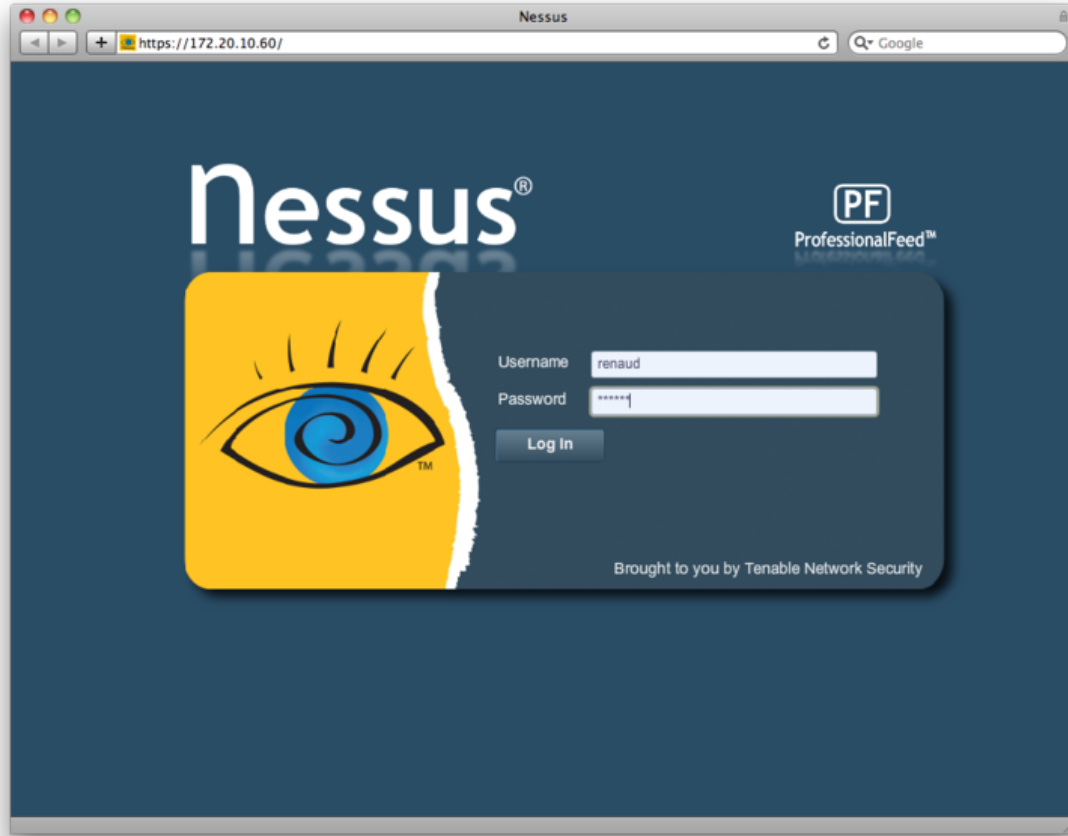 Nessus
https://172.20.10.60/
Google
nessus®
PF
ProfessionalFeed™
Username renaud
Password ******
TM
Log In
Brought to you by Tenable Network Security